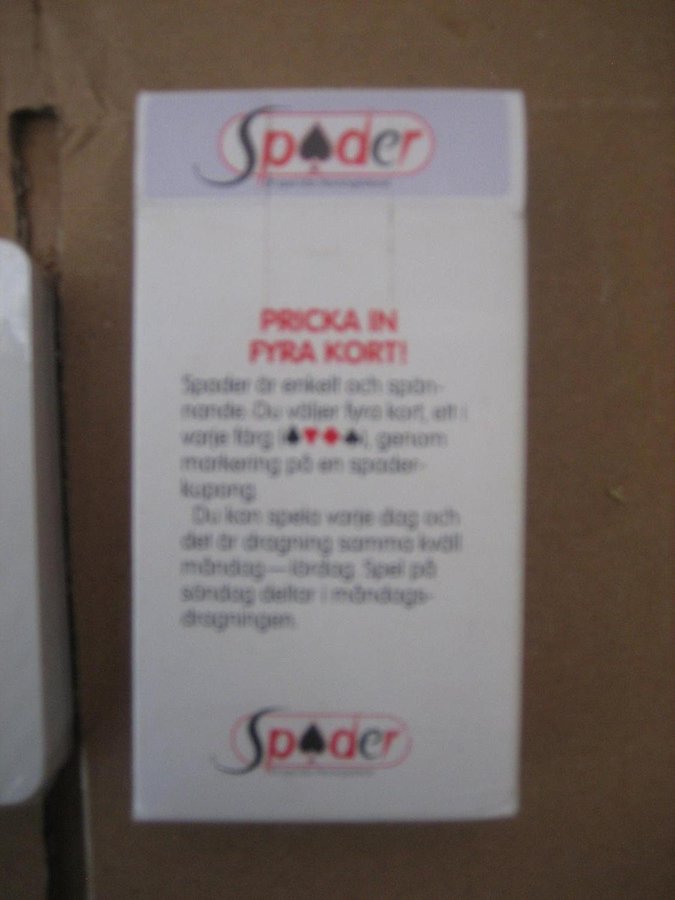 Spader
PRICKA IN
FYRA KORT!
Spader är enkelt och spän-
nande. Du väljer fyra kort, ett i
varje färg (♠♥♦♣), genom
markering på en spader-
kupong.
Du kan spela varje dag och
det är dragning samma kväll
måndag—lördag. Spel på
söndag deltar i måndags-
dragningen.
Spader